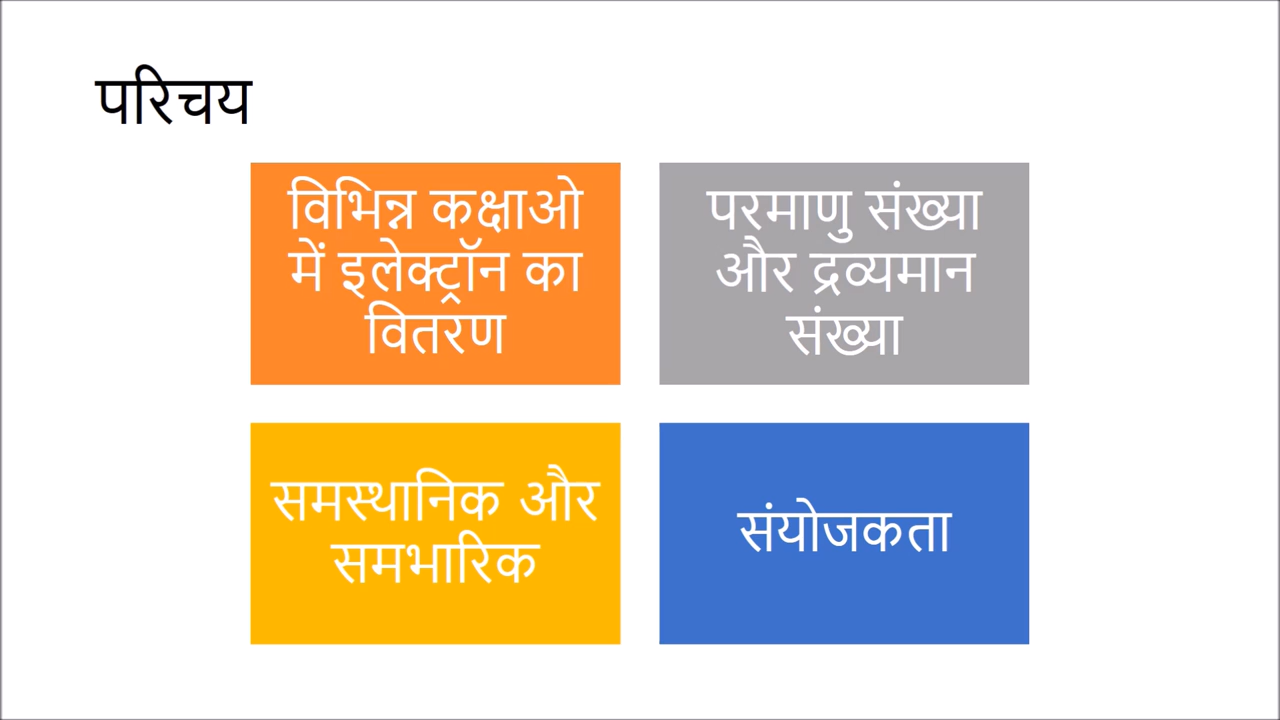 परिचय
विभिन्न कक्षाओ
में इलेक्ट्रॉन का
वितरण
परमाणु संख्या
और द्रव्यमान
संख्या
समस्थानिक और
समभारिक
संयोजकता